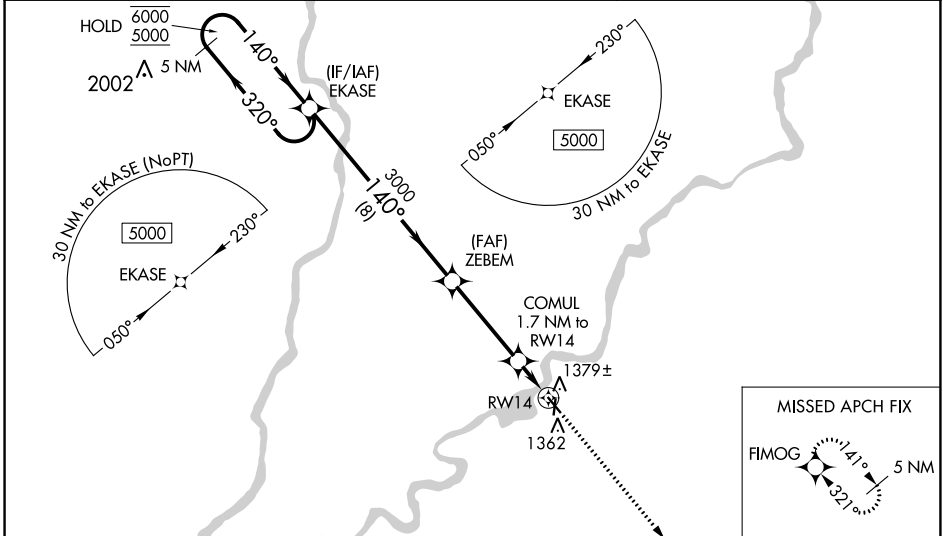 HOLD 6000
5000
2002
5 NM
140°
320°
(IF/IAF)
EKASE
230°
EKASE
050°
5000
30 NM to EKASE
30 NM to EKASE (NoPT)
5000
230°
EKASE
050°
3000
140°
(8)
(FAF)
ZEBEM
COMUL
1.7 NM to
RW14
1379±
RW14
1362
MISSED APCH FIX
FIMOG
141°
5 NM
321°